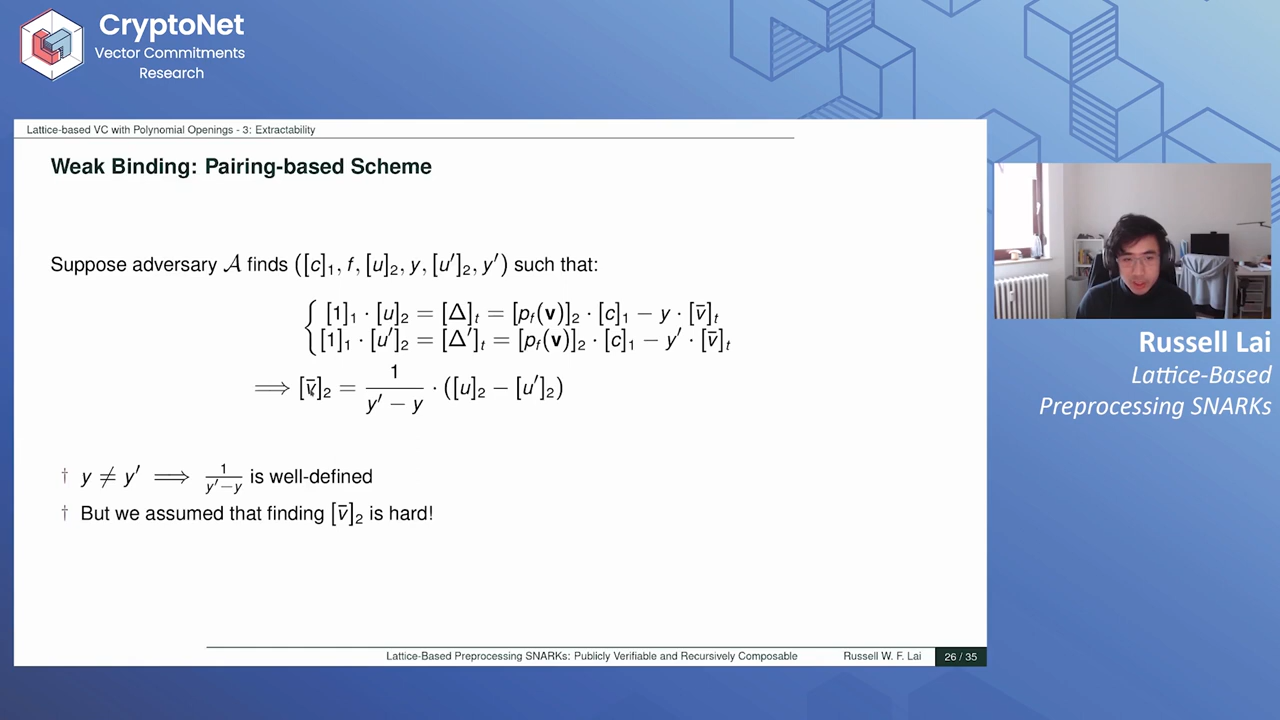 CryptoNet
Vector Commitments
Research
Lattice-based VC with Polynomial Openings - 3: Extractability
Weak Binding: Pairing-based Scheme
Suppose adversary 𝒜 finds ([c]₁, f, [u]₂, y, [u′]₂, y′) such that:
[1]₁ · [u]₂ = [Δ]ₜ = [p_f(v)]₂ · [c]₁ − y · [v̄]ₜ
[1]₁ · [u′]₂ = [Δ′]ₜ = [p_f(v)]₂ · [c]₁ − y′ · [v̄]ₜ
⟹ [v̄]₂ = 1/(y′ − y) · ([u]₂ − [u′]₂)
† y ≠ y′ ⟹ 1/(y′−y) is well-defined
† But we assumed that finding [v̄]₂ is hard!
Lattice-Based Preprocessing SNARKs: Publicly Verifiable and Recursively Composable Russell W. F. Lai 26 / 35
Russell Lai
Lattice-Based
Preprocessing SNARKs